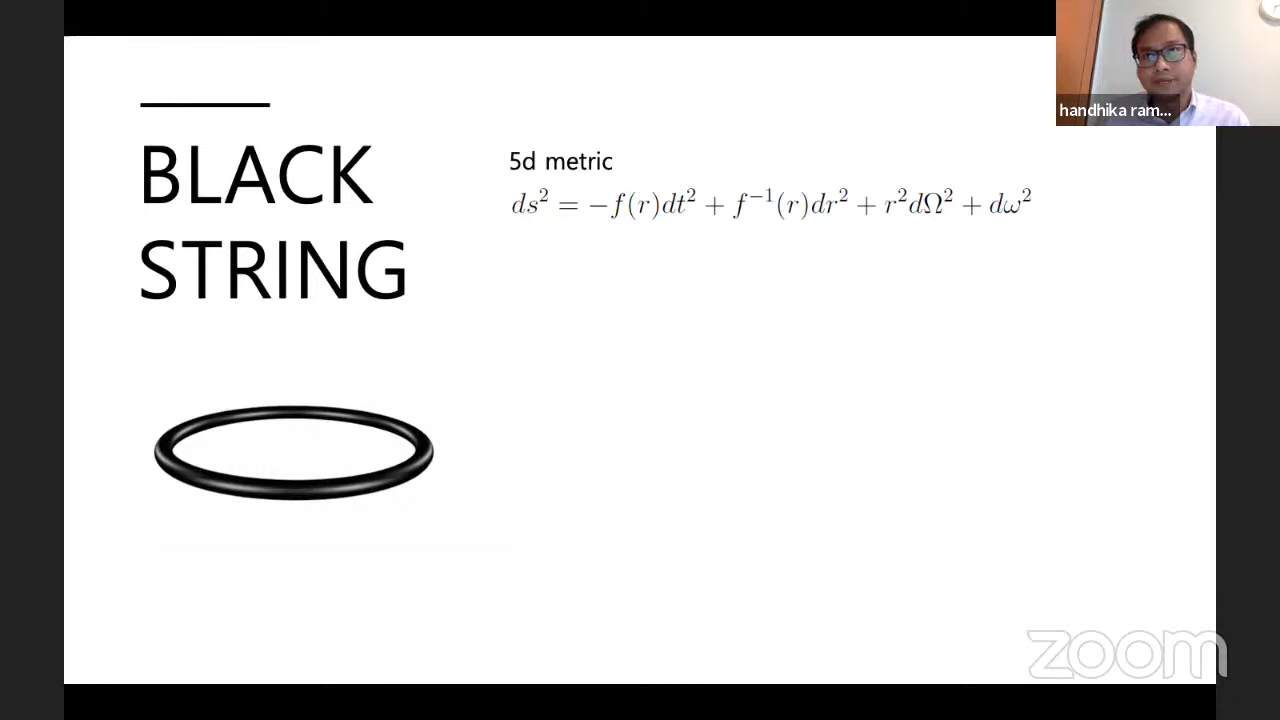 BLACK
STRING
5d metric
ds² = −f(r)dt² + f⁻¹(r)dr² + r²dΩ² + dω²
handhika ram...
zoom